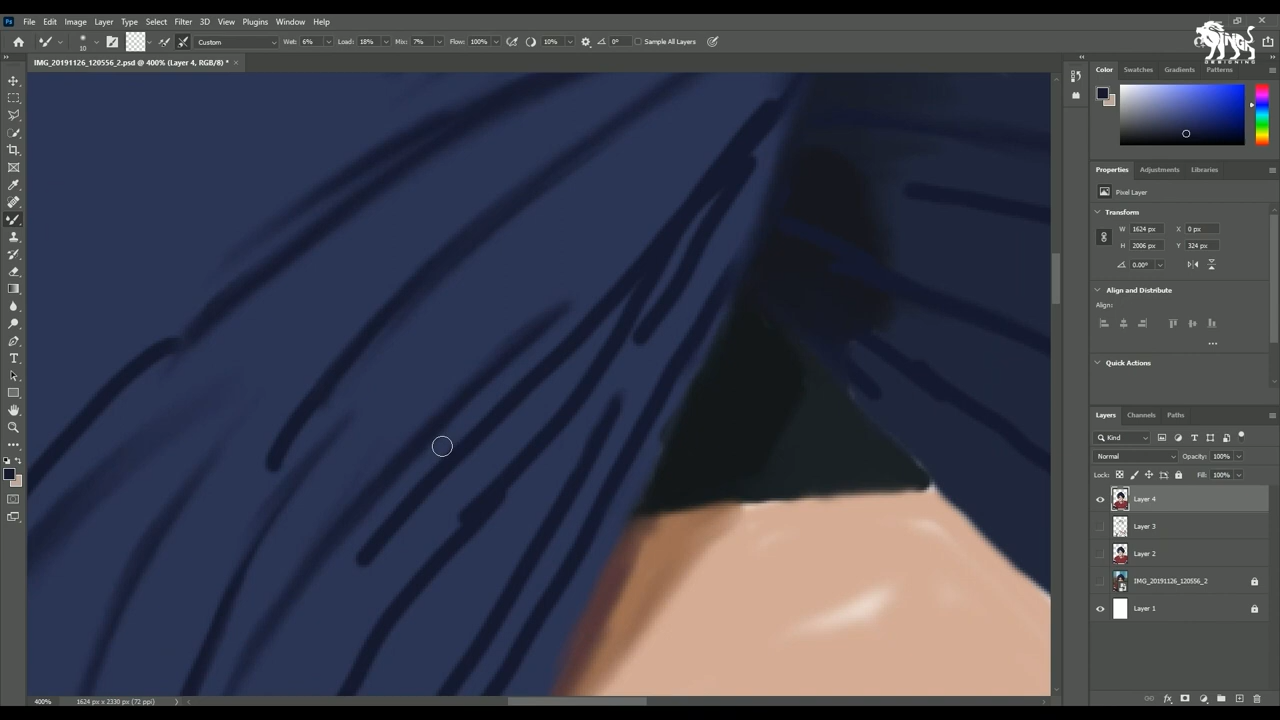 Ps File Edit Image Layer Type Select Filter 3D View Plugins Window Help
10 Custom Wet: 6% Load: 18% Mix: 7% Flow: 100% 10% 0° Sample All Layers
DESIGNING
IMG_20191126_120556_2.psd @ 400% (Layer 4, RGB/8) * ×
Color Swatches Gradients Patterns
Properties Adjustments Libraries
Pixel Layer
Transform
W 1624 px X 0 px
H 2006 px Y 324 px
0.00°
Align and Distribute
Align:
Quick Actions
Layers Channels Paths
Kind
Normal Opacity: 100%
Lock: Fill: 100%
Layer 4
Layer 3
Layer 2
IMG_20191126_120556_2
Layer 1
400% 1624 px x 2330 px (72 ppi)